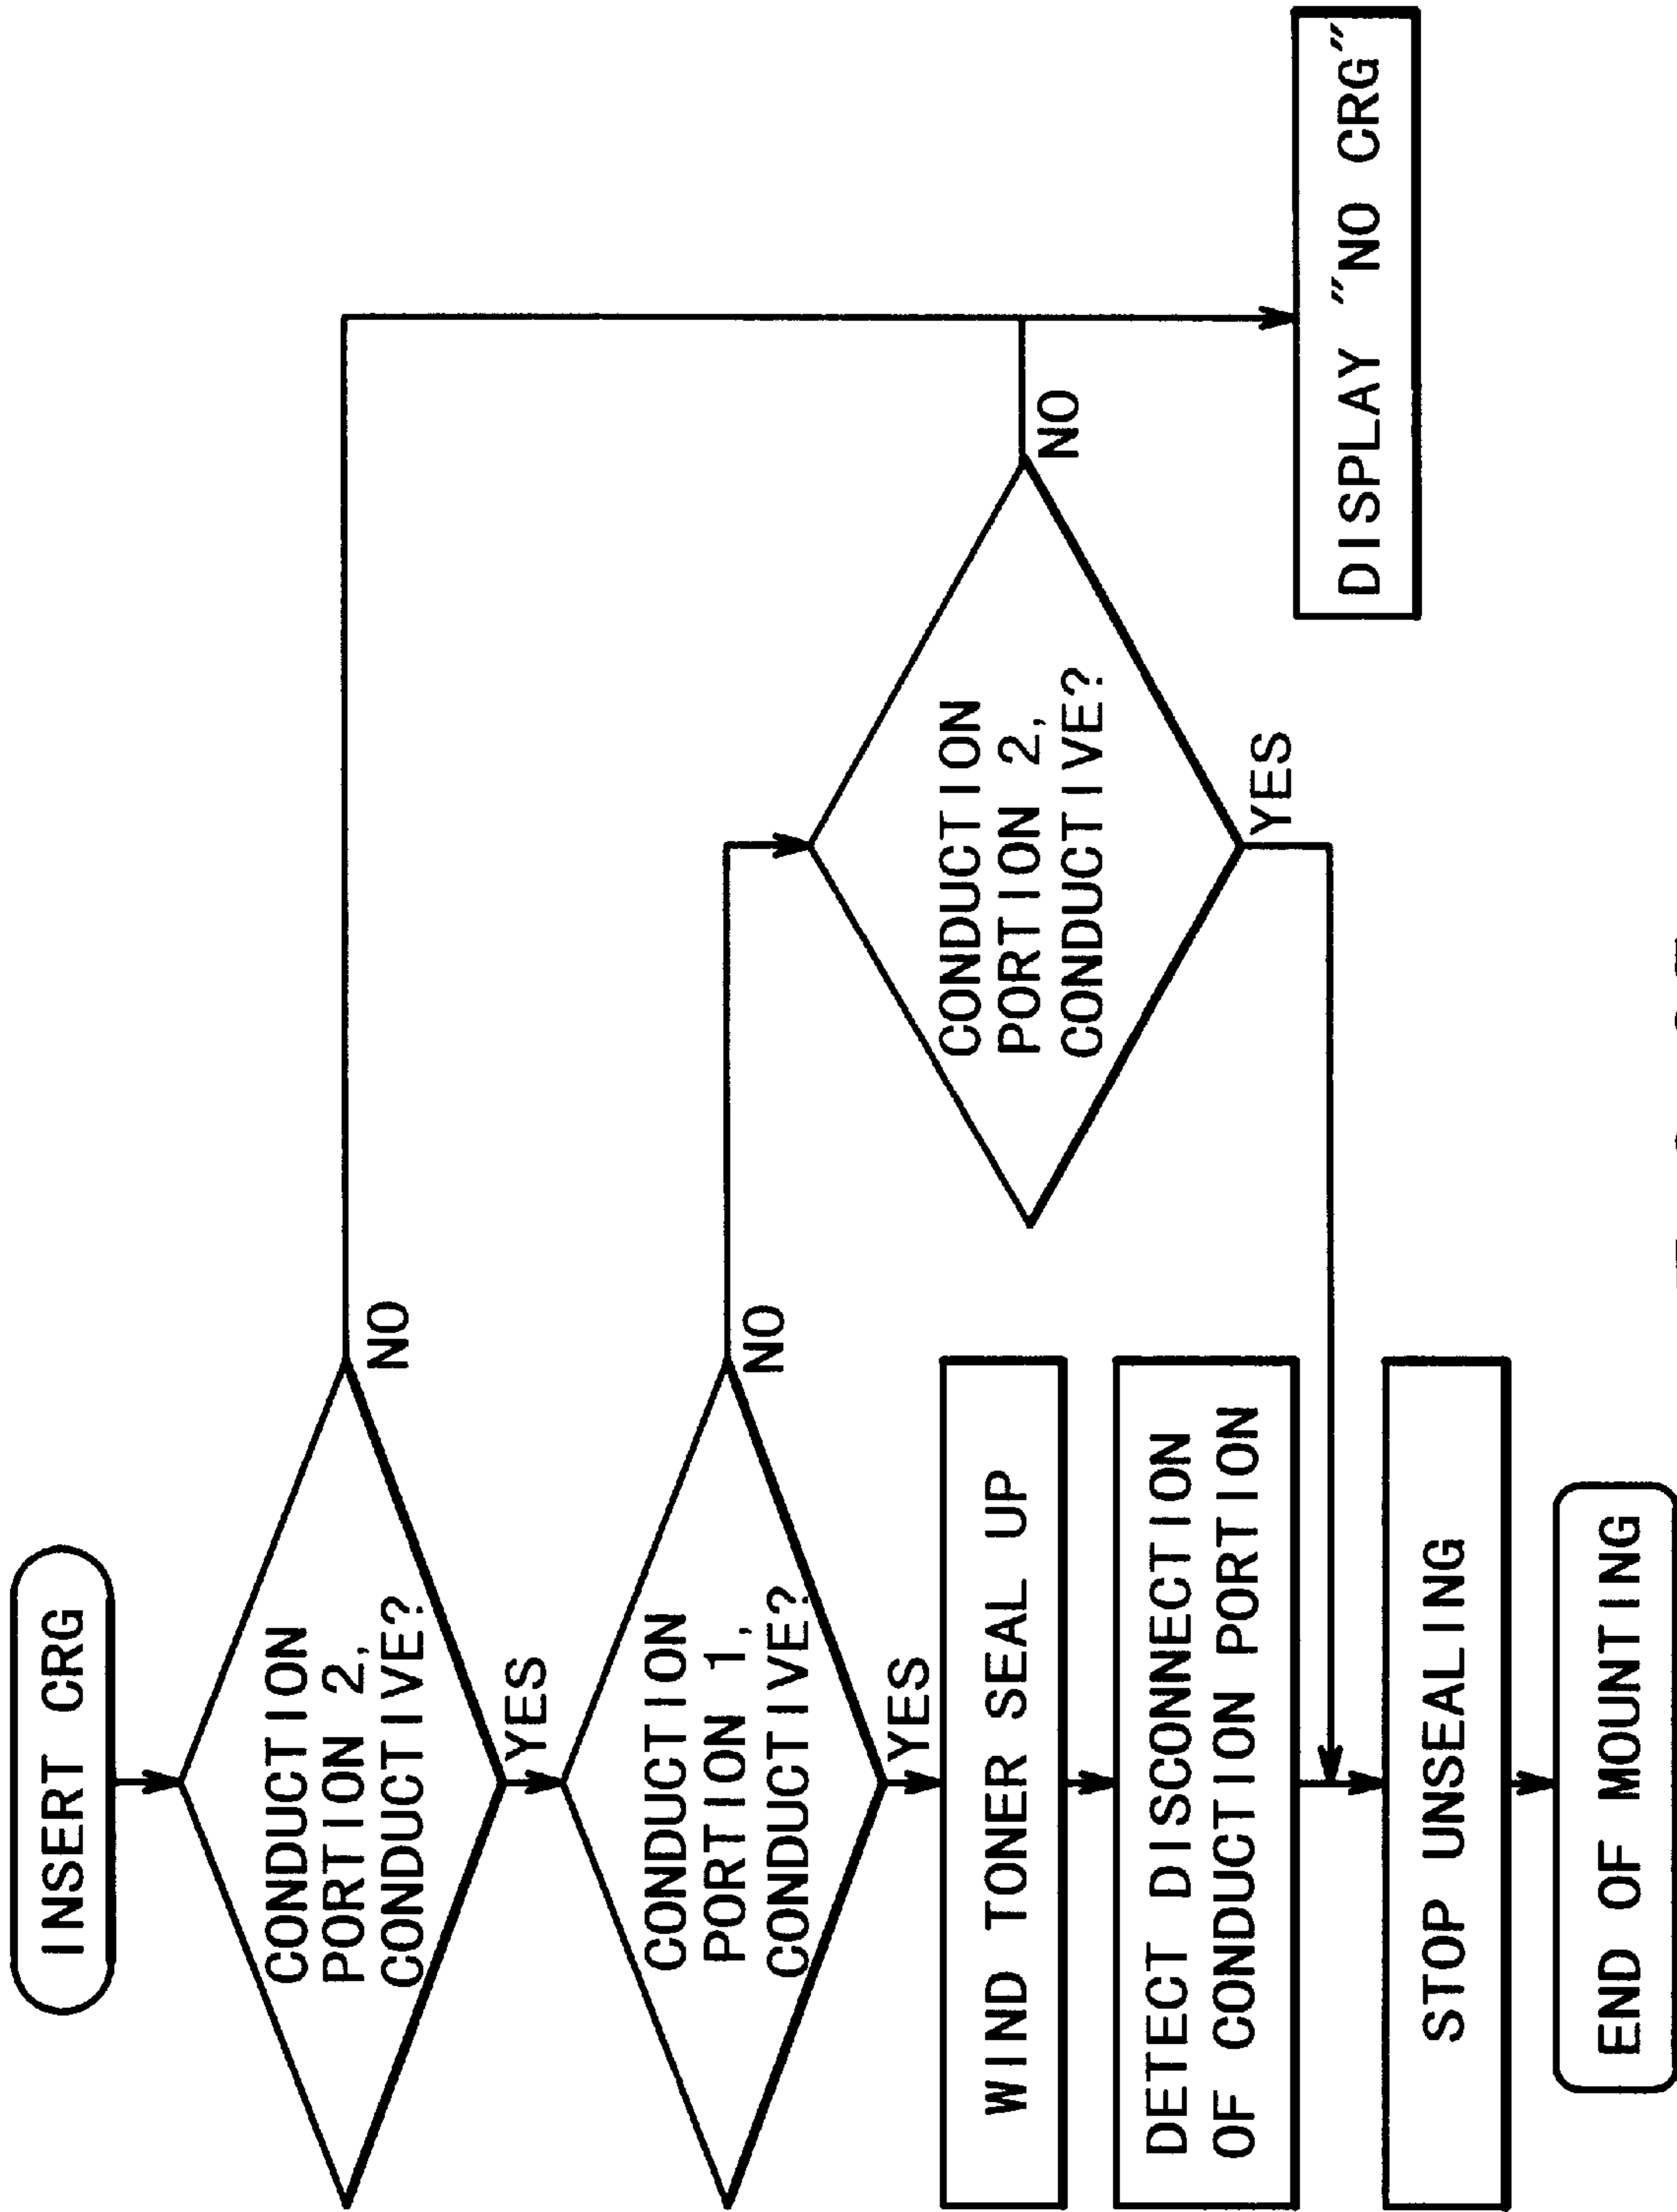 INSERT CRG
CONDUCTION
PORTION 2,
CONDUCTIVE?
NO
YES
CONDUCTION
PORTION 1,
CONDUCTIVE?
NO
YES
CONDUCTION
PORTION 2,
CONDUCTIVE?
NO
YES
WIND TONER SEAL UP
DETECT DISCONNECTION
OF CONDUCTION PORTION
DISPLAY "NO CRG"
STOP UNSEALING
END OF MOUNTING